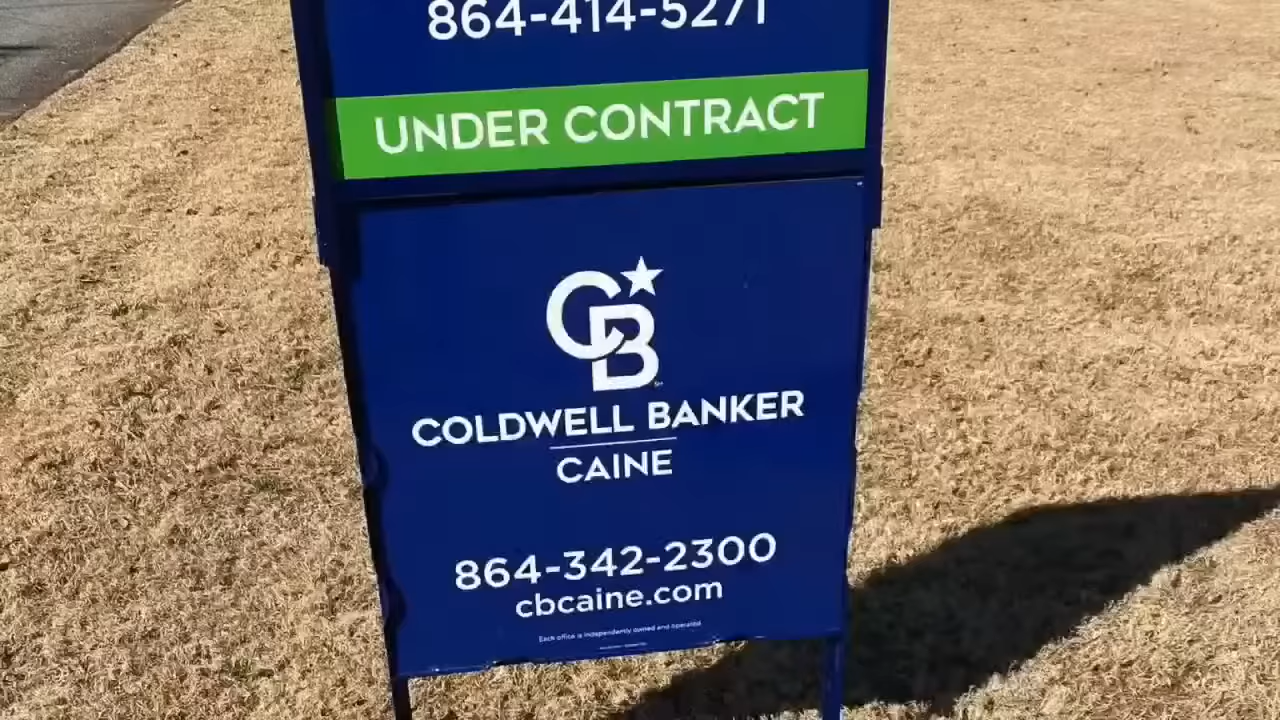 864-414-5271
UNDER CONTRACT
CB
COLDWELL BANKER
CAINE
864-342-2300
cbcaine.com
Each office is independently owned and operated